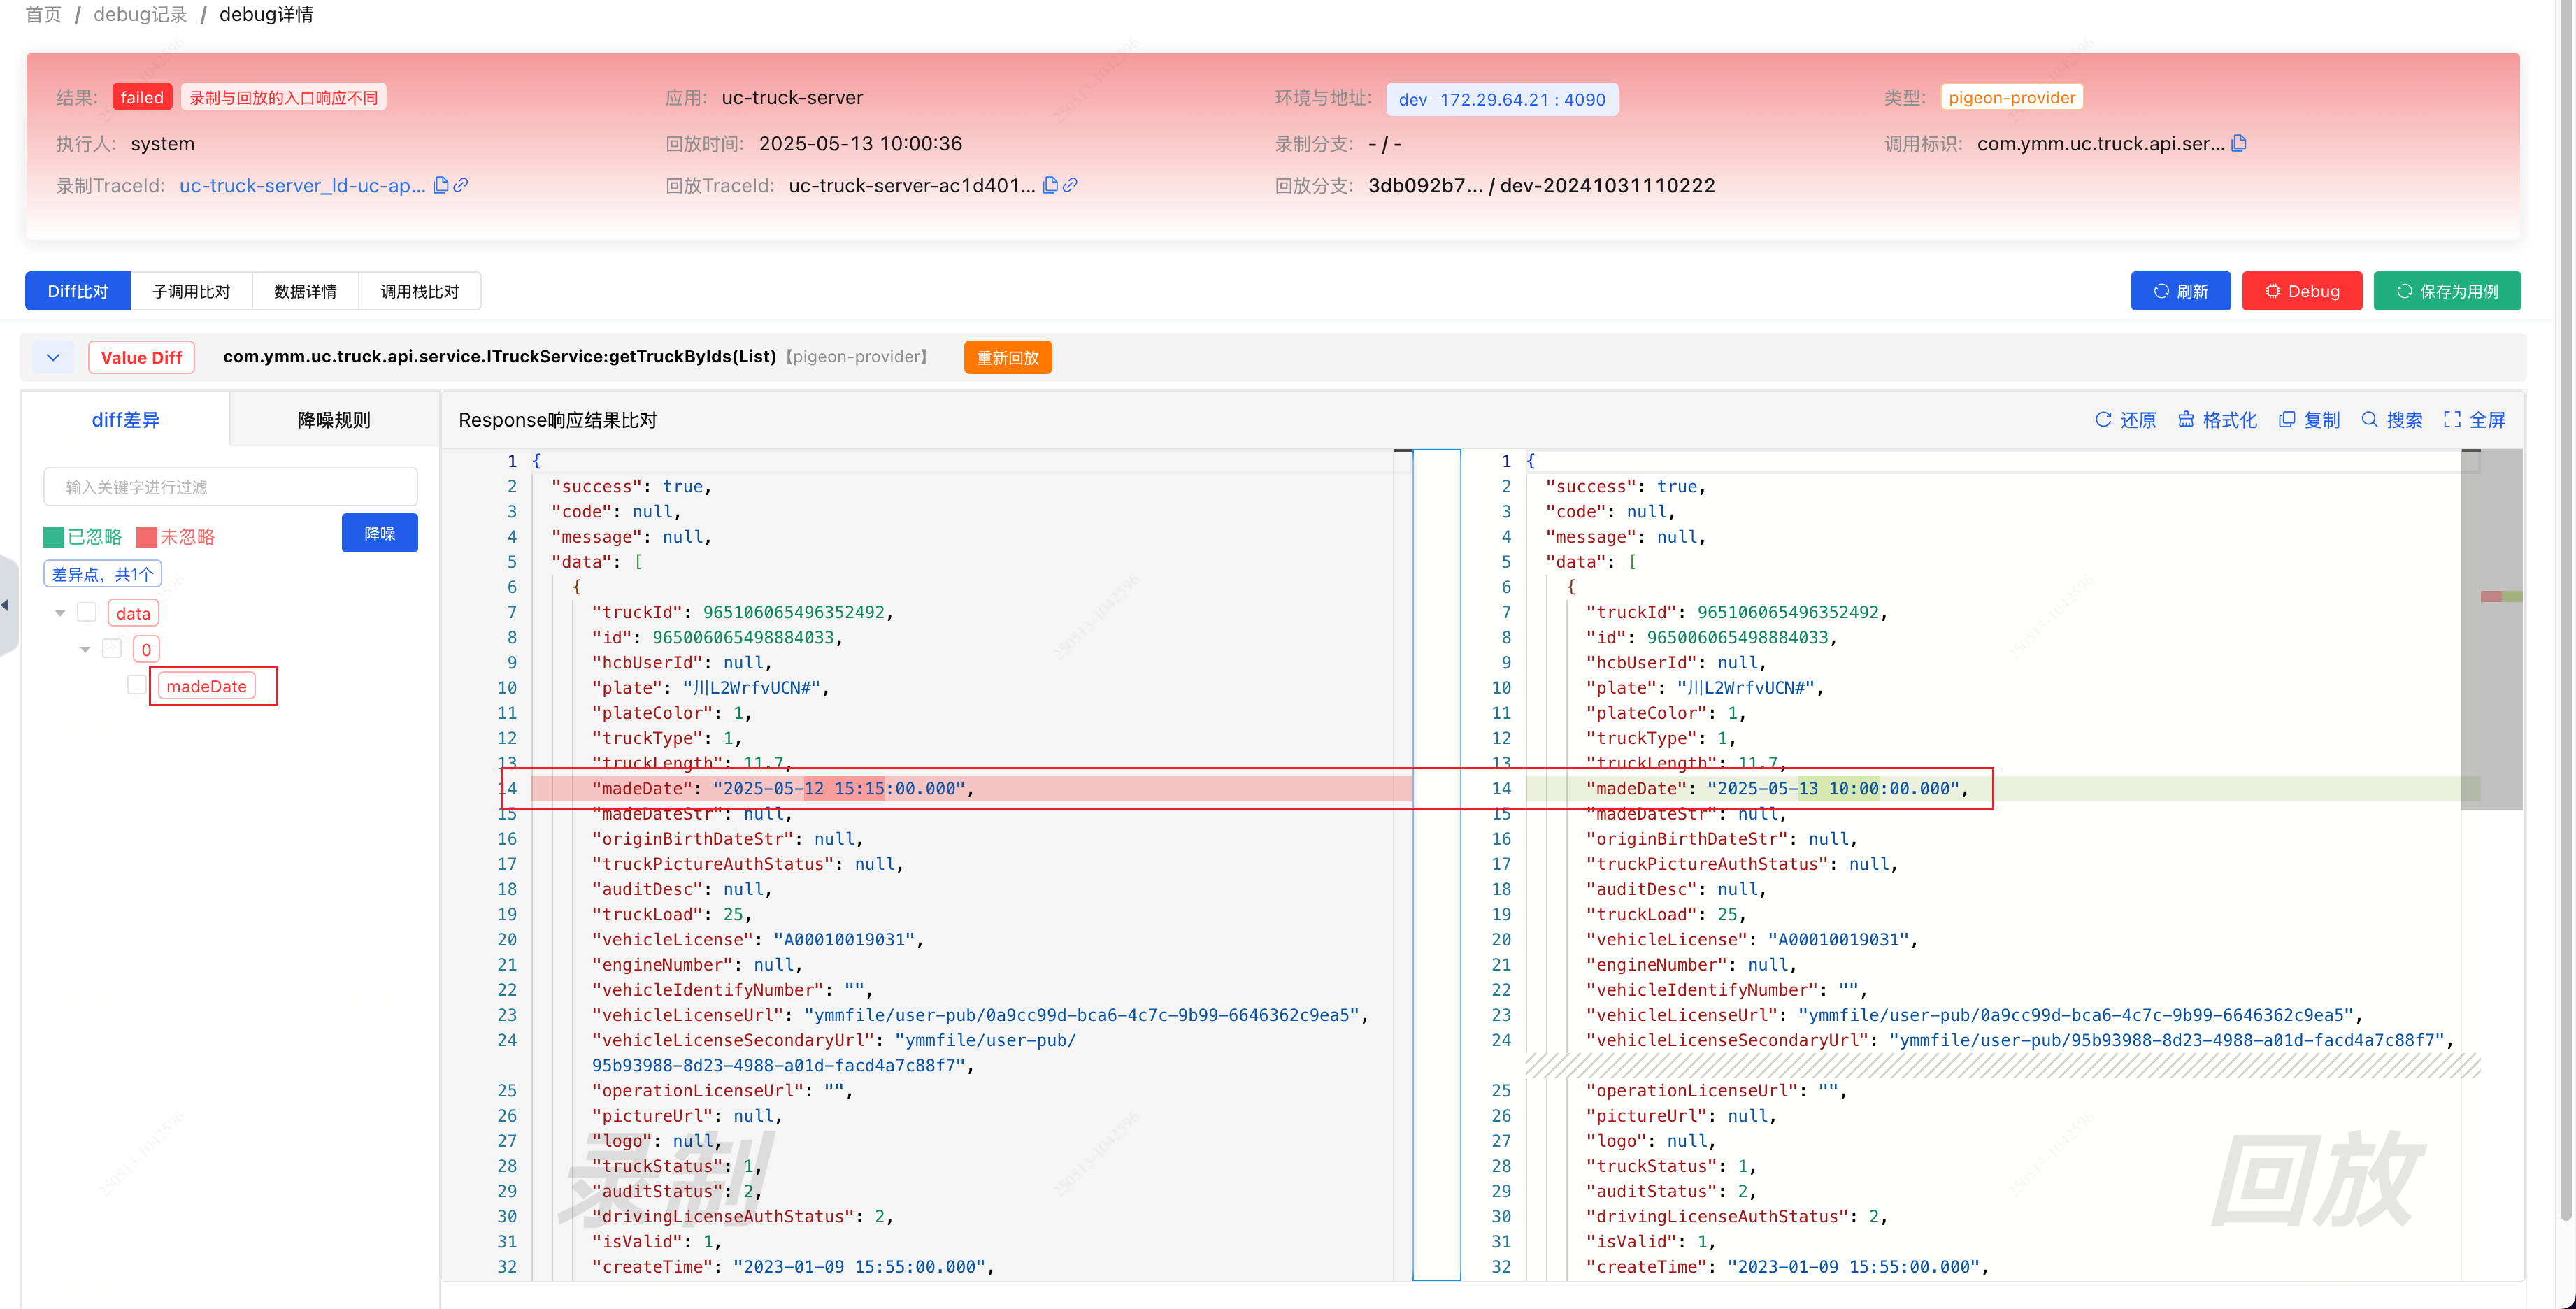 首页 / debug记录 / debug详情
结果: failed 录制与回放的入口响应不同
应用: uc-truck-server
环境与地址: dev 172.29.64.21 : 4090
类型: pigeon-provider
执行人: system
回放时间: 2025-05-13 10:00:36
录制分支: - / -
调用标识: com.ymm.uc.truck.api.ser...
录制TraceId: uc-truck-server_ld-uc-ap...
回放TraceId: uc-truck-server-ac1d401...
回放分支: 3db092b7... / dev-20241031110222
Diff比对 子调用比对 数据详情 调用栈比对
刷新 Debug 保存为用例
Value Diff com.ymm.uc.truck.api.service.ITruckService:getTruckByIds(List)【pigeon-provider】 重新回放
diff差异 降噪规则
输入关键字进行过滤
已忽略 未忽略 降噪
差异点，共1个
data
0
madeDate
Response响应结果比对
还原 格式化 复制 搜索 全屏
1 {
2 "success": true,
3 "code": null,
4 "message": null,
5 "data": [
6 {
7 "truckId": 965106065496352492,
8 "id": 965006065498884033,
9 "hcbUserId": null,
10 "plate": "川L2WrfvUCN#",
11 "plateColor": 1,
12 "truckType": 1,
13 "truckLength": 11.7,
14 "madeDate": "2025-05-12 15:15:00.000",
15 "madeDateStr": null,
16 "originBirthDateStr": null,
17 "truckPictureAuthStatus": null,
18 "auditDesc": null,
19 "truckLoad": 25,
20 "vehicleLicense": "A00010019031",
21 "engineNumber": null,
22 "vehicleIdentifyNumber": "",
23 "vehicleLicenseUrl": "ymmfile/user-pub/0a9cc99d-bca6-4c7c-9b99-6646362c9ea5",
24 "vehicleLicenseSecondaryUrl": "ymmfile/user-pub/
95b93988-8d23-4988-a01d-facd4a7c88f7",
25 "operationLicenseUrl": "",
26 "pictureUrl": null,
27 "logo": null,
28 "truckStatus": 1,
29 "auditStatus": 2,
30 "drivingLicenseAuthStatus": 2,
31 "isValid": 1,
32 "createTime": "2023-01-09 15:55:00.000",
录制
1 {
2 "success": true,
3 "code": null,
4 "message": null,
5 "data": [
6 {
7 "truckId": 965106065496352492,
8 "id": 965006065498884033,
9 "hcbUserId": null,
10 "plate": "川L2WrfvUCN#",
11 "plateColor": 1,
12 "truckType": 1,
13 "truckLength": 11.7,
14 "madeDate": "2025-05-13 10:00:00.000",
15 "madeDateStr": null,
16 "originBirthDateStr": null,
17 "truckPictureAuthStatus": null,
18 "auditDesc": null,
19 "truckLoad": 25,
20 "vehicleLicense": "A00010019031",
21 "engineNumber": null,
22 "vehicleIdentifyNumber": "",
23 "vehicleLicenseUrl": "ymmfile/user-pub/0a9cc99d-bca6-4c7c-9b99-6646362c9ea5",
24 "vehicleLicenseSecondaryUrl": "ymmfile/user-pub/95b93988-8d23-4988-a01d-facd4a7c88f7",
25 "operationLicenseUrl": "",
26 "pictureUrl": null,
27 "logo": null,
28 "truckStatus": 1,
29 "auditStatus": 2,
30 "drivingLicenseAuthStatus": 2,
31 "isValid": 1,
32 "createTime": "2023-01-09 15:55:00.000",
回放